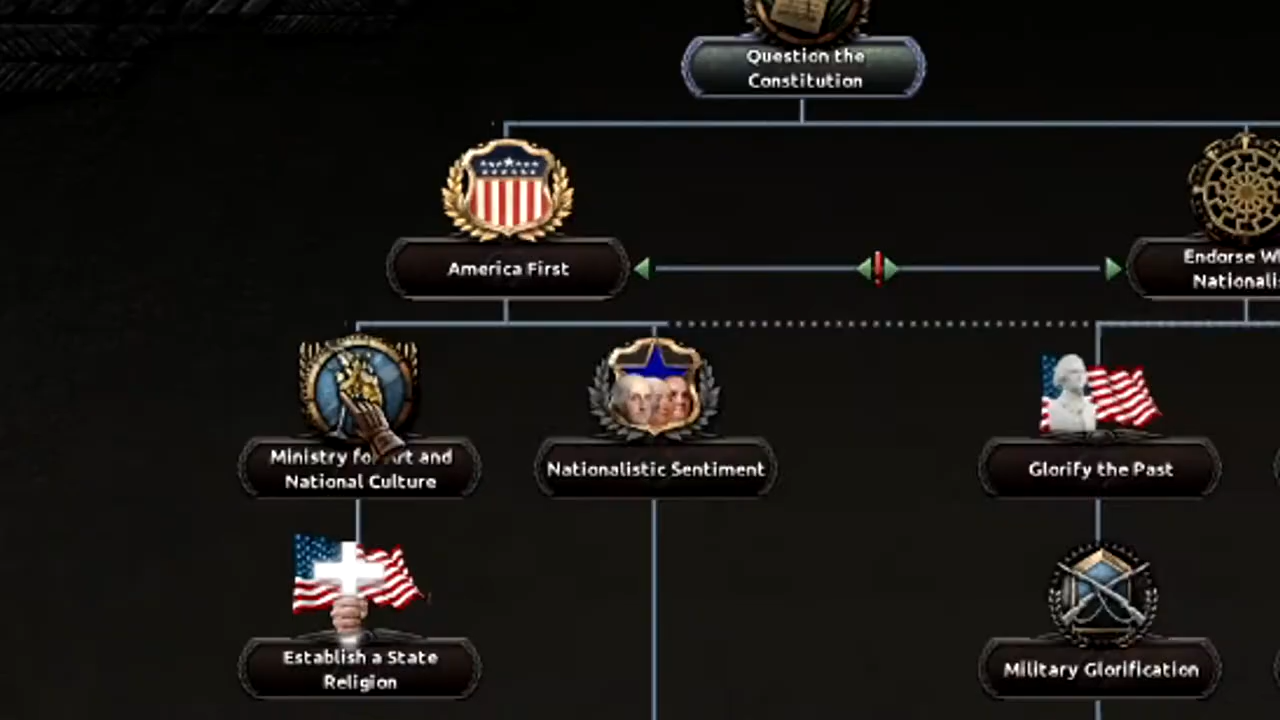 Question the
Constitution
America First
Nationalistic Sentiment
Ministry for Art and
National Culture
Glorify the Past
Establish a State
Religion
Military Glorification
Endorse